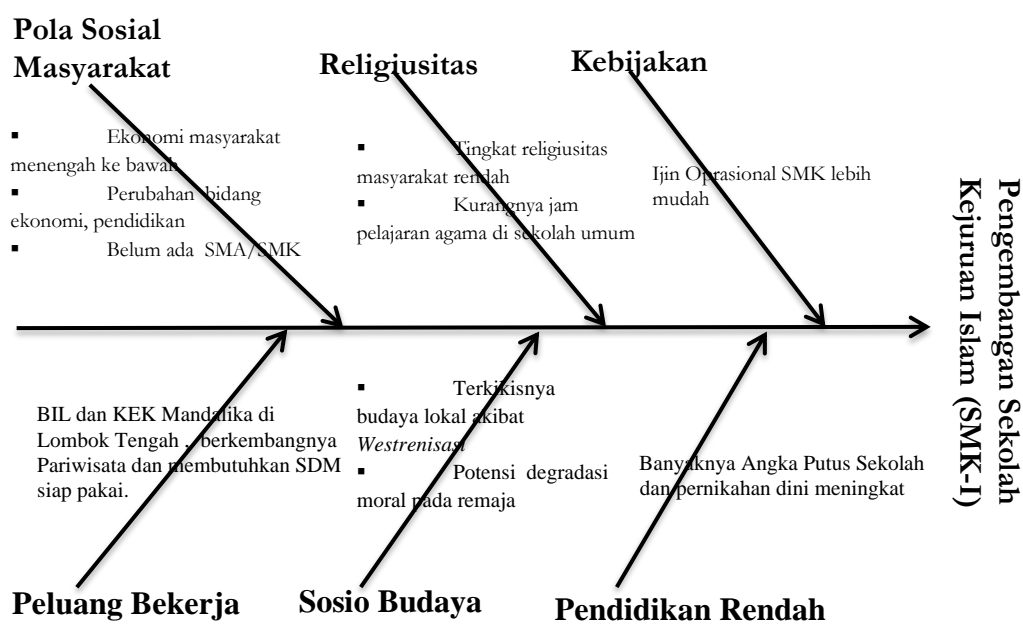 Pola Sosial
Masyarakat
Religiusitas
Kebijakan
▪ Ekonomi masyarakat
menengah ke bawah
▪ Perubahan bidang
ekonomi, pendidikan
▪ Belum ada SMA/SMK
▪ Tingkat religiusitas
masyarakat rendah
▪ Kurangnya jam
pelajaran agama di sekolah umum
Ijin Oprasional SMK lebih
mudah
Pengembangan Sekolah
Kejuruan Islam (SMK-I)
BIL dan KEK Mandalika di
Lombok Tengah , berkembangnya
Pariwisata dan membutuhkan SDM
siap pakai.
▪ Terkikisnya
budaya lokal akibat
Westrenisasi
▪ Potensi degradasi
moral pada remaja
Banyaknya Angka Putus Sekolah
dan pernikahan dini meningkat
Peluang Bekerja
Sosio Budaya
Pendidikan Rendah